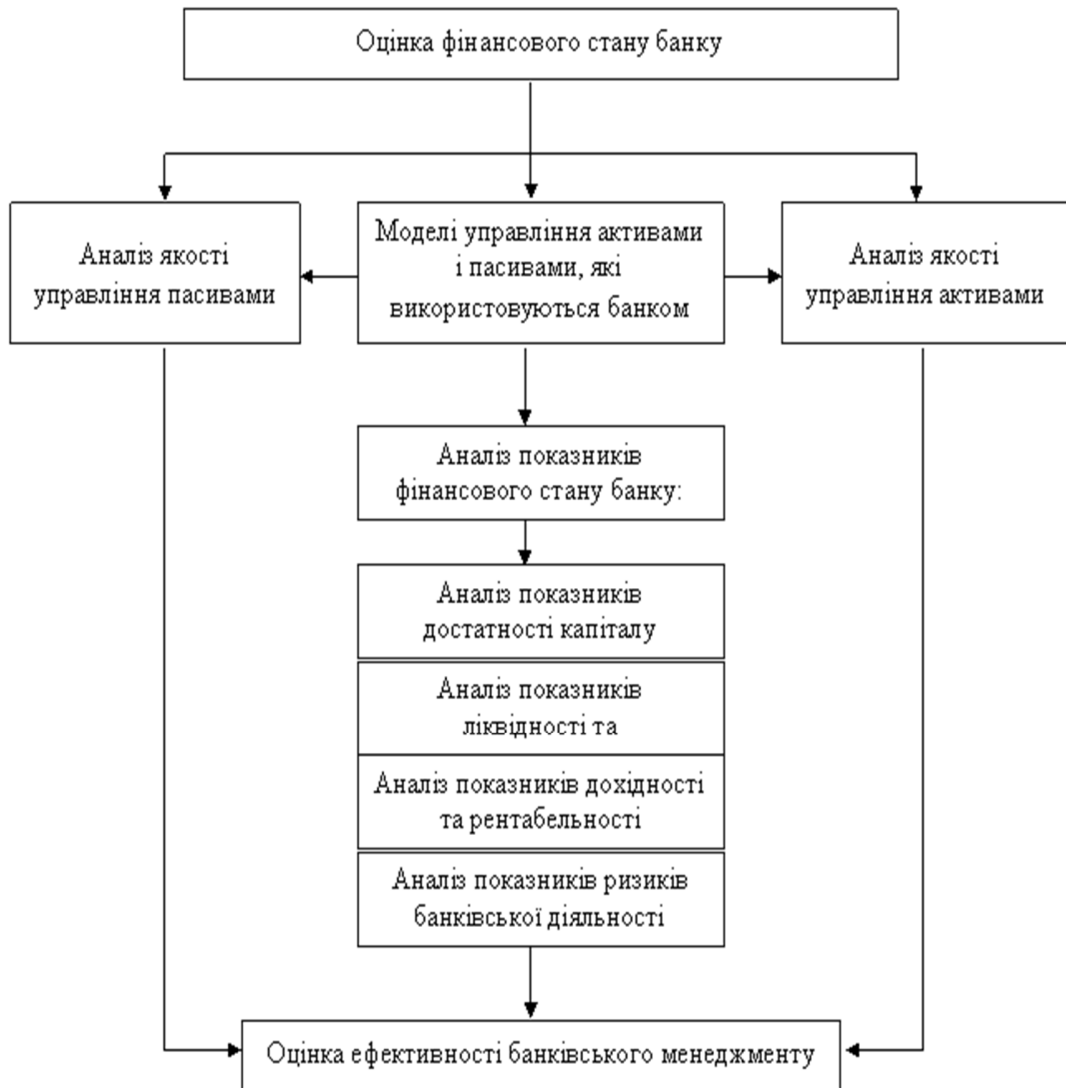 Оцінка фінансового стану банку
Аналіз якості
управління пасивами
Моделі управління активами
і пасивами, які
використовуються банком
Аналіз якості
управління активами
Аналіз показників
фінансового стану банку:
Аналіз показників
достатності капіталу
Аналіз показників
ліквідності та
Аналіз показників дохідності
та рентабельності
Аналіз показників ризиків
банківської діяльності
Оцінка ефективності банківського менеджменту